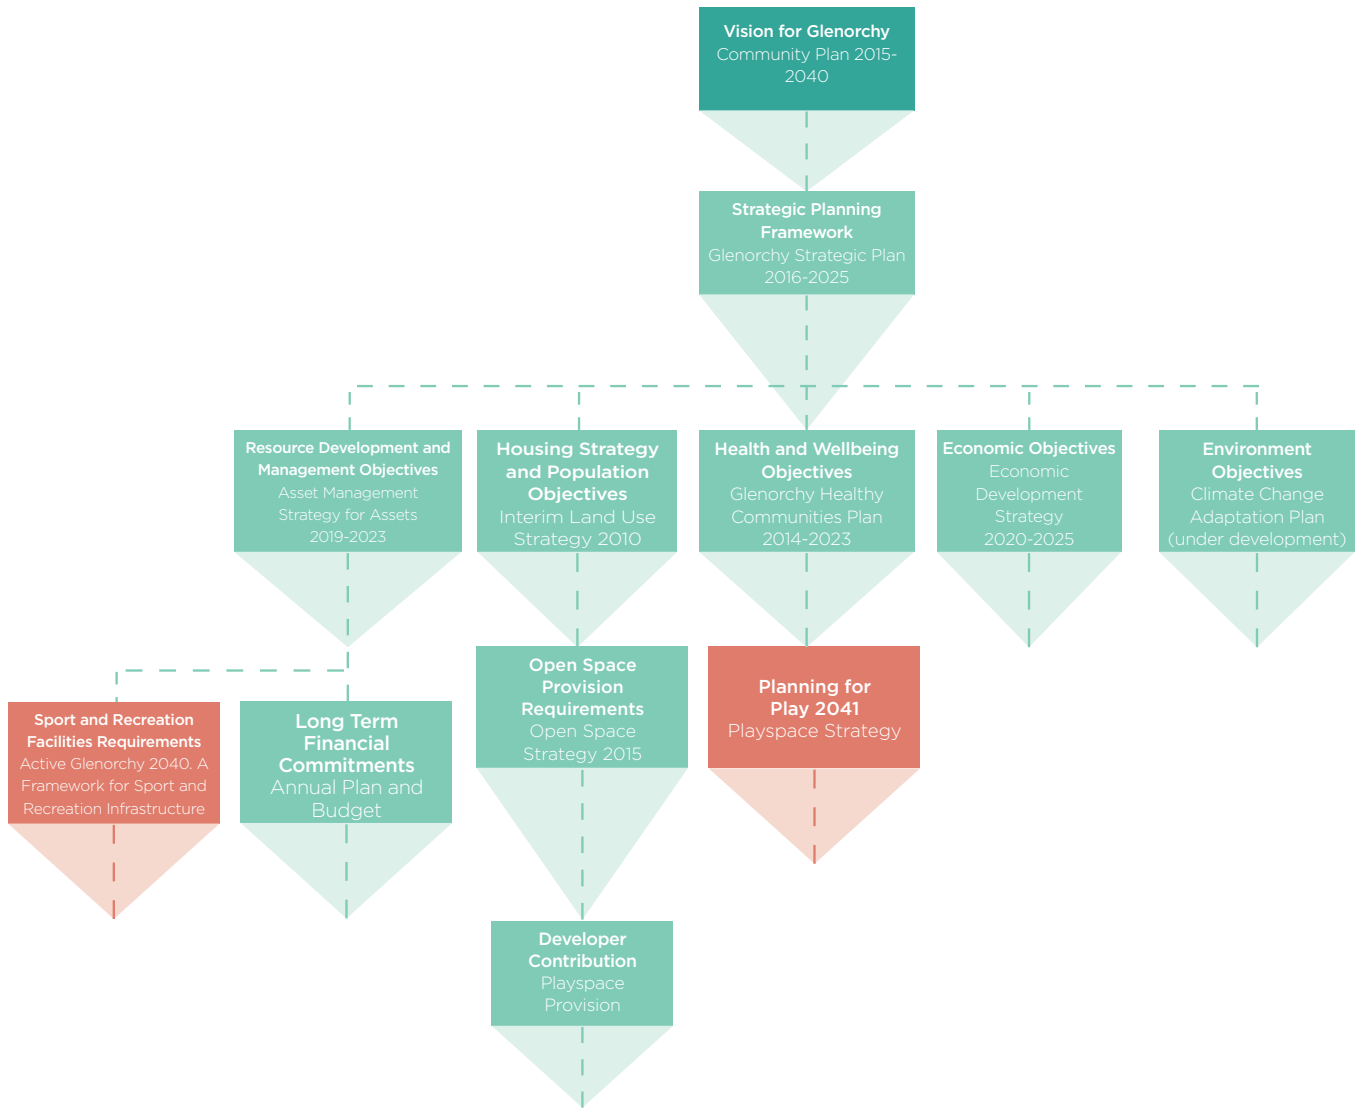 Vision for Glenorchy
Community Plan 2015-
2040
Strategic Planning
Framework
Glenorchy Strategic Plan
2016-2025
Resource Development and
Management Objectives
Asset Management
Strategy for Assets
2019-2023
Housing Strategy
and Population
Objectives
Interim Land Use
Strategy 2010
Health and Wellbeing
Objectives
Glenorchy Healthy
Communities Plan
2014-2023
Economic Objectives
Economic
Development
Strategy
2020-2025
Environment
Objectives
Climate Change
Adaptation Plan
(under development)
Sport and Recreation
Facilities Requirements
Active Glenorchy 2040. A
Framework for Sport and
Recreation Infrastructure
Long Term
Financial
Commitments
Annual Plan and
Budget
Open Space
Provision
Requirements
Open Space
Strategy 2015
Planning for
Play 2041
Playspace Strategy
Developer
Contribution
Playspace
Provision